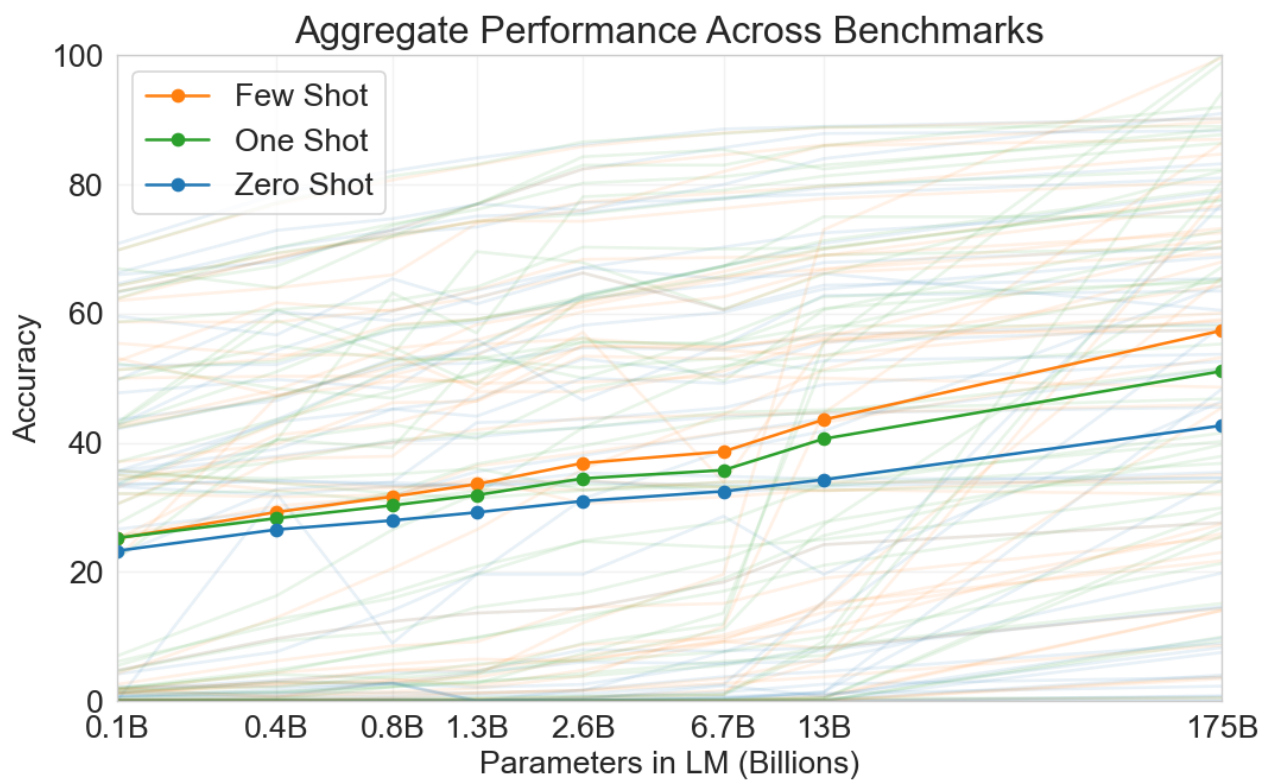 Aggregate Performance Across Benchmarks
100
80
60
40
20
0
Accuracy
Few Shot
One Shot
Zero Shot
0.1B 0.4B 0.8B 1.3B 2.6B 6.7B 13B 175B
Parameters in LM (Billions)